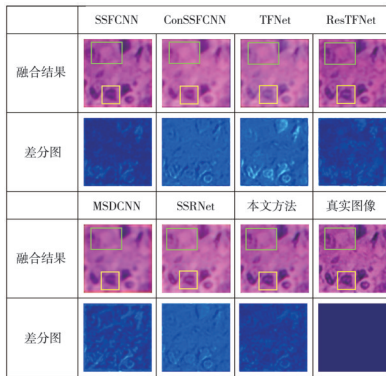 SSFCNN ConSSFCNN TFNet ResTFNet
融合结果
差分图
MSDCNN SSRNet 本文方法 真实图像
融合结果
差分图